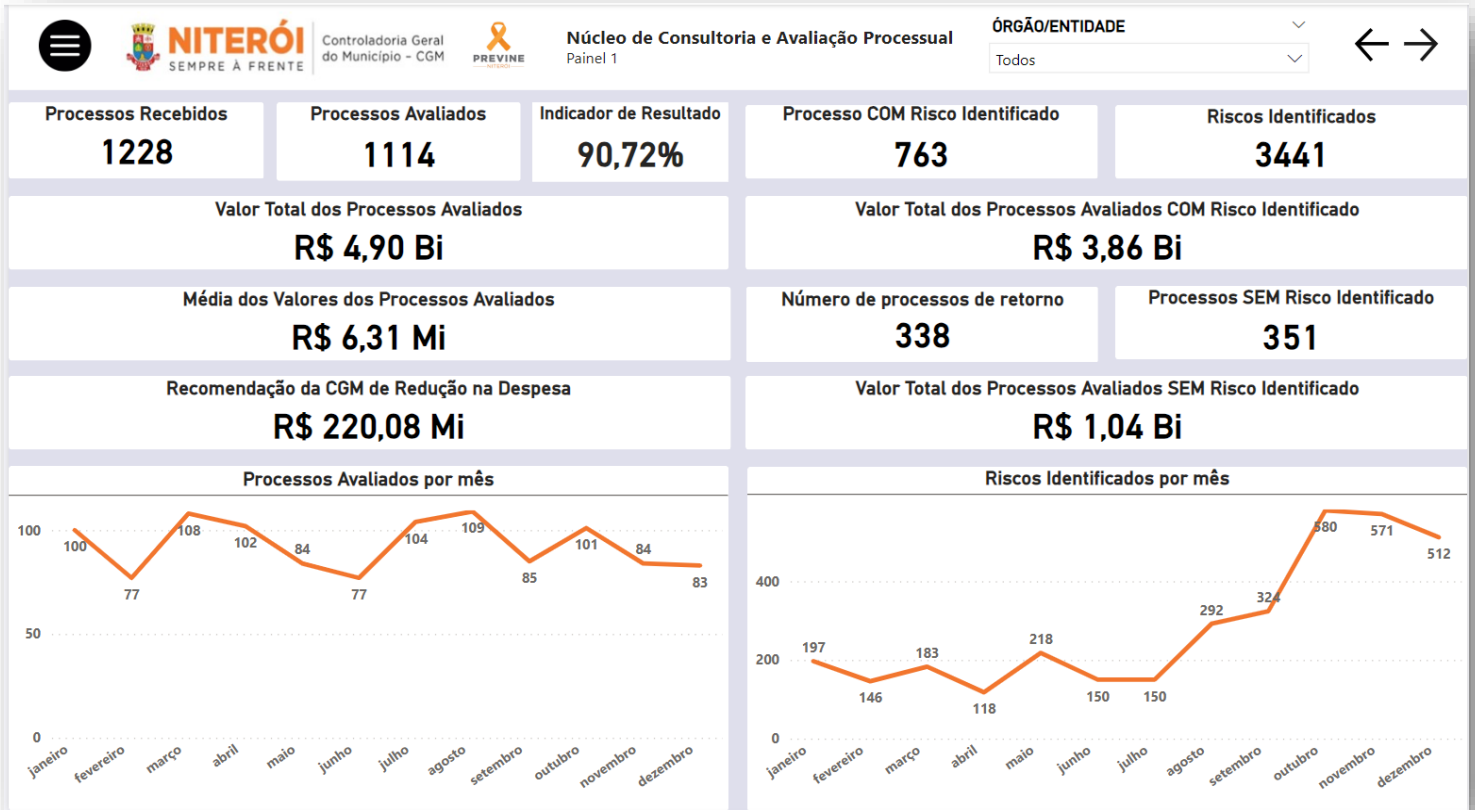 NITERÓI
SEMPRE À FRENTE
Controladoria Geral
do Município - CGM
PREVINE
NITERÓI
Núcleo de Consultoria e Avaliação Processual
Painel 1
ÓRGÃO/ENTIDADE
Todos
Processos Recebidos
1228
Processos Avaliados
1114
Indicador de Resultado
90,72%
Processo COM Risco Identificado
763
Riscos Identificados
3441
Valor Total dos Processos Avaliados
R$ 4,90 Bi
Valor Total dos Processos Avaliados COM Risco Identificado
R$ 3,86 Bi
Média dos Valores dos Processos Avaliados
R$ 6,31 Mi
Número de processos de retorno
338
Processos SEM Risco Identificado
351
Recomendação da CGM de Redução na Despesa
R$ 220,08 Mi
Valor Total dos Processos Avaliados SEM Risco Identificado
R$ 1,04 Bi
Processos Avaliados por mês
100
50
0
100
77
108
102
84
77
104
109
85
101
84
83
janeiro
fevereiro
março
abril
maio
junho
julho
agosto
setembro
outubro
novembro
dezembro
Riscos Identificados por mês
400
200
0
197
146
183
118
218
150
150
292
324
580
571
512
janeiro
fevereiro
março
abril
maio
junho
julho
agosto
setembro
outubro
novembro
dezembro